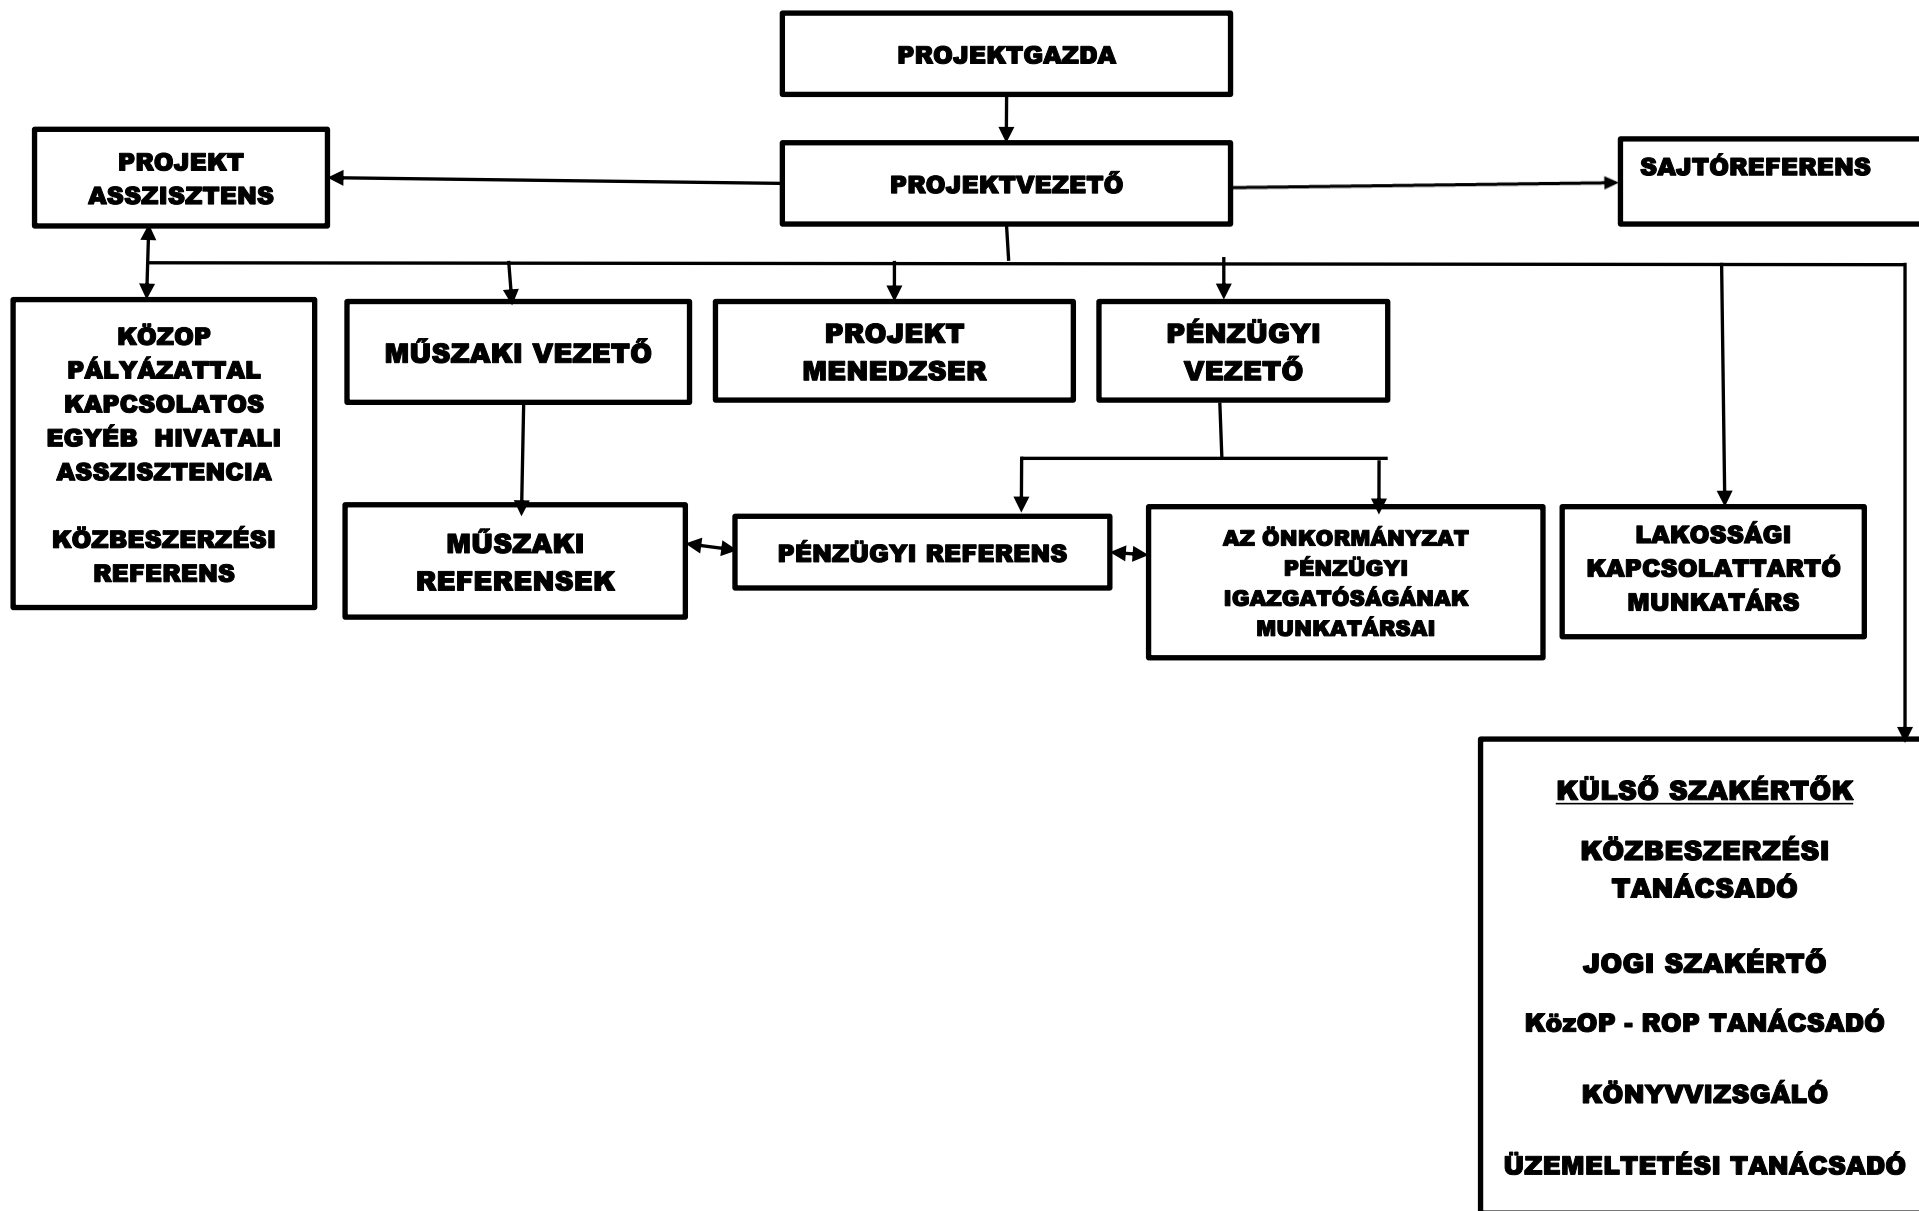 PROJEKTGAZDA
PROJEKT
ASSZISZTENS
PROJEKTVEZETŐ
SAJTÓREFERENS
KÖZOP
PÁLYÁZATTAL
KAPCSOLATOS
EGYÉB HIVATALI
ASSZISZTENCIA
KÖZBESZERZÉSI
REFERENS
MŰSZAKI VEZETŐ
PROJEKT
MENEDZSER
PÉNZÜGYI
VEZETŐ
MŰSZAKI
REFERENSEK
PÉNZÜGYI REFERENS
AZ ÖNKORMÁNYZAT
PÉNZÜGYI
IGAZGATÓSÁGÁNAK
MUNKATÁRSAI
LAKOSSÁGI
KAPCSOLATTARTÓ
MUNKATÁRS
KÜLSŐ SZAKÉRTŐK
KÖZBESZERZÉSI
TANÁCSADÓ
JOGI SZAKÉRTŐ
KözOP - ROP TANÁCSADÓ
KÖNYVVIZSGÁLÓ
ÜZEMELTETÉSI TANÁCSADÓ